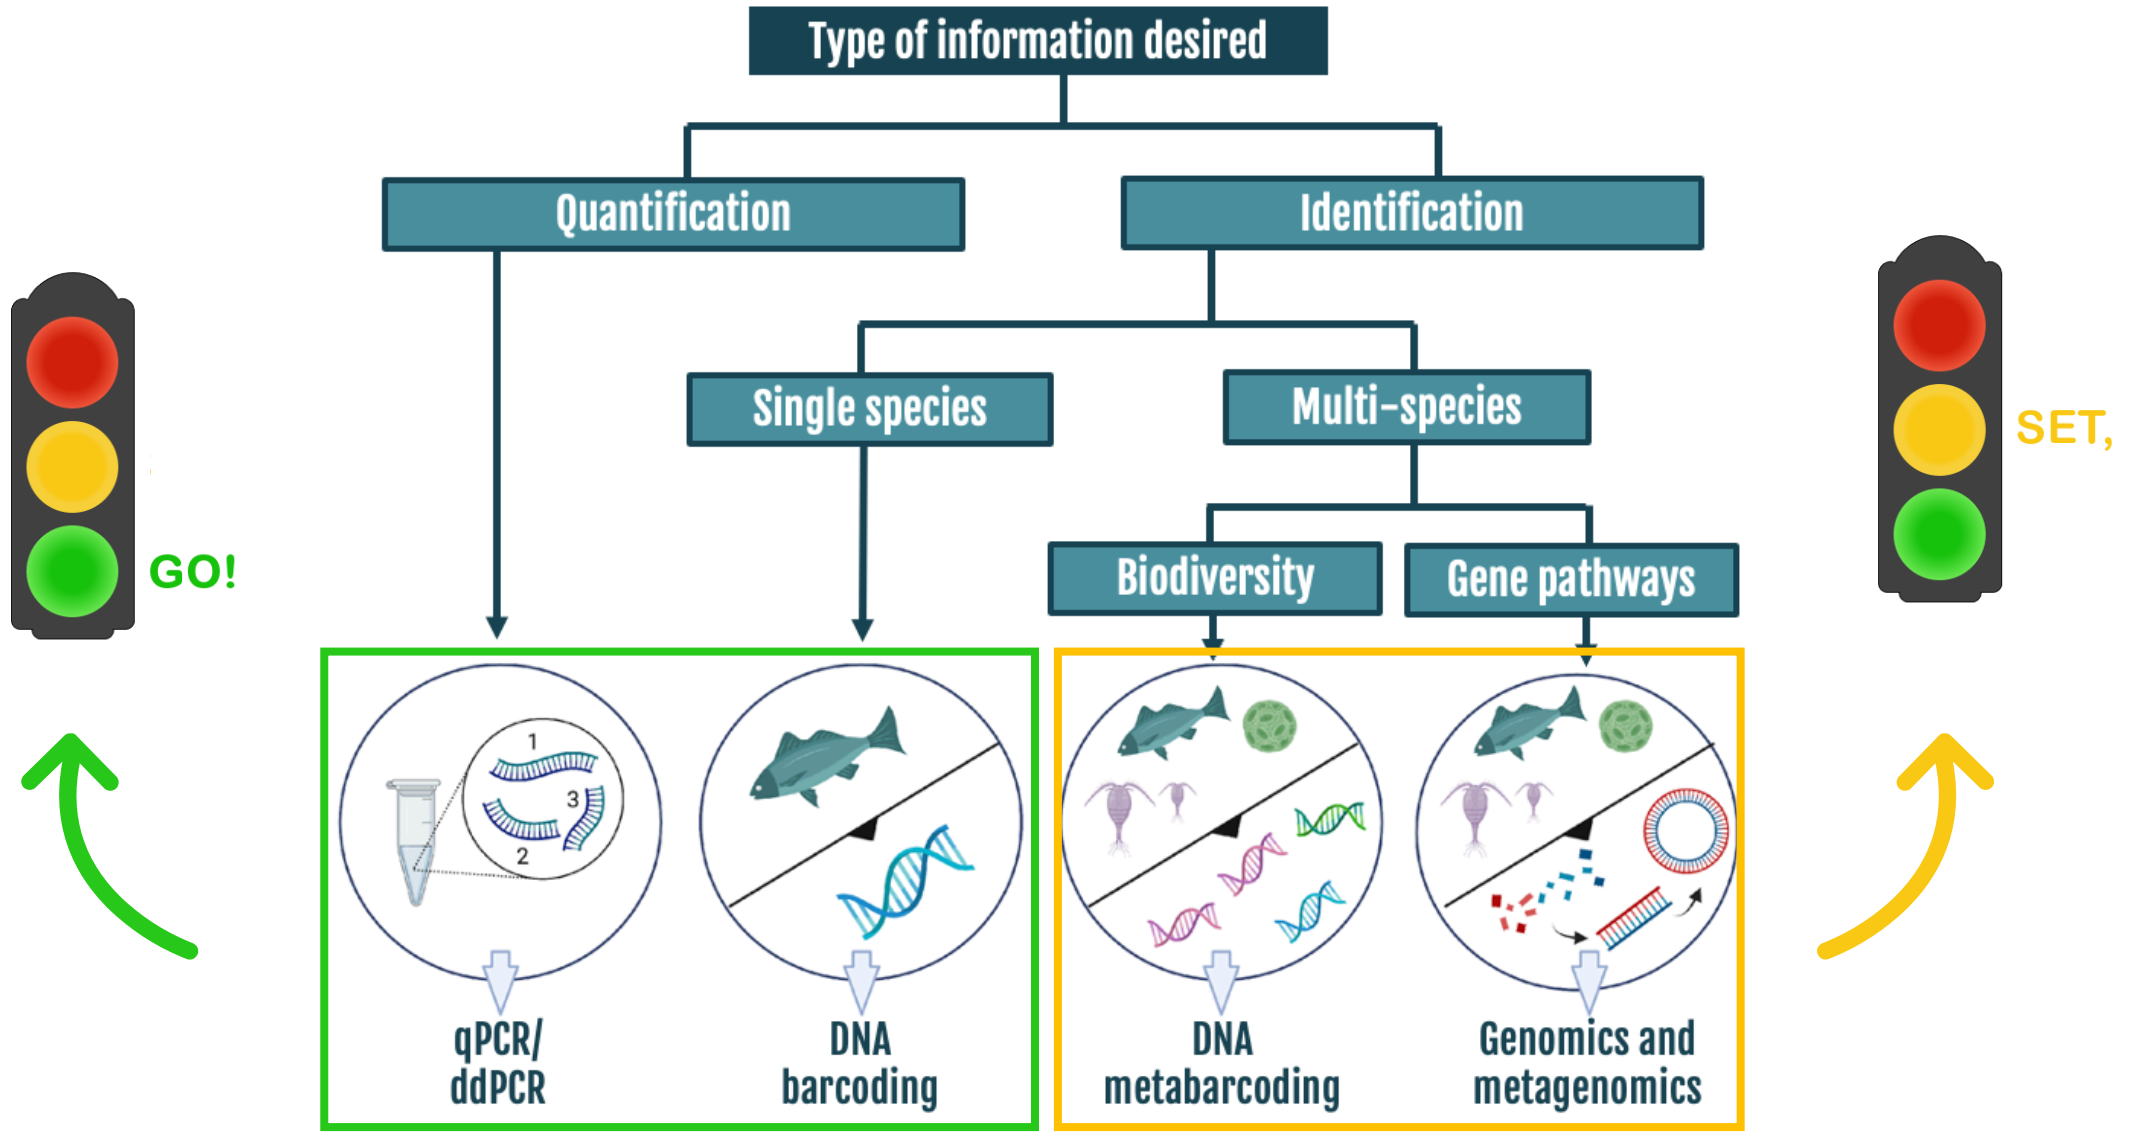 Type of information desired
Quantification
Identification
Single species
Multi-species
SET,
Biodiversity
Gene pathways
GO!
1
3
2
qPCR/
ddPCR
DNA
barcoding
DNA
metabarcoding
Genomics and
metagenomics